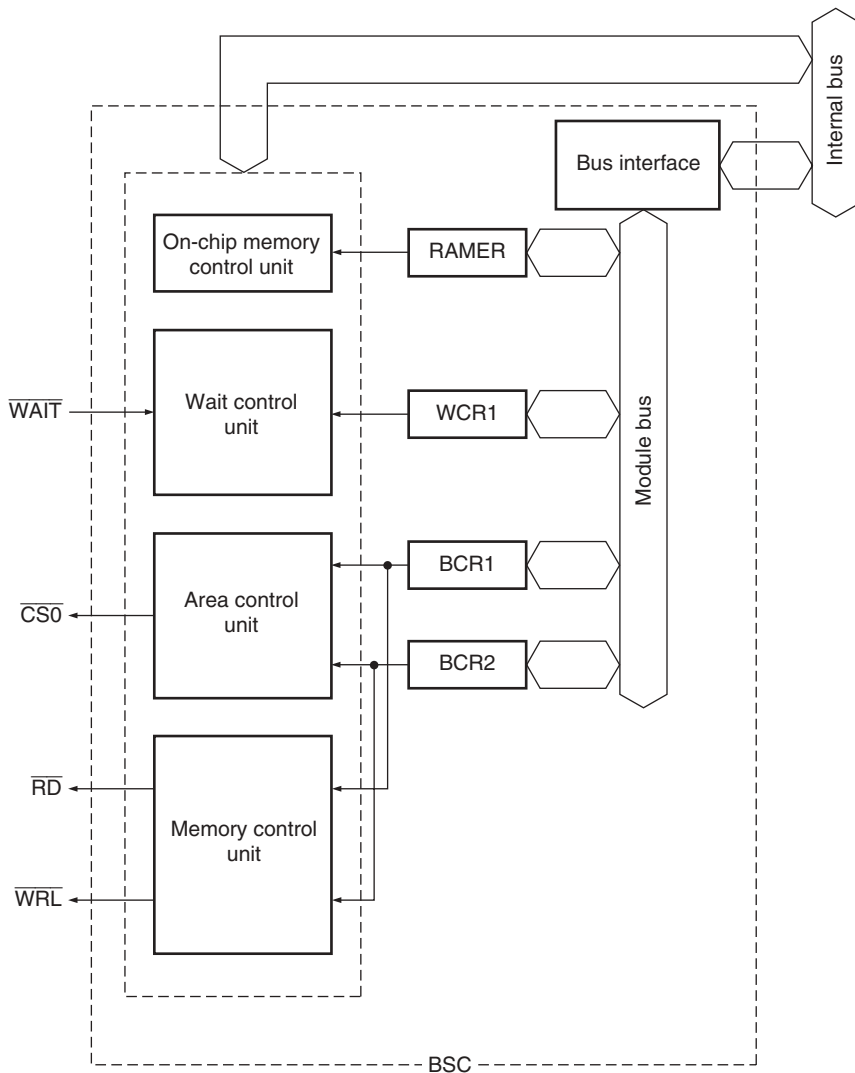 Internal bus
Bus interface
On-chip memory
control unit
RAMER
WAIT
Wait control
unit
WCR1
Module bus
CS0
Area control
unit
BCR1
BCR2
RD
Memory control
unit
WRL
BSC